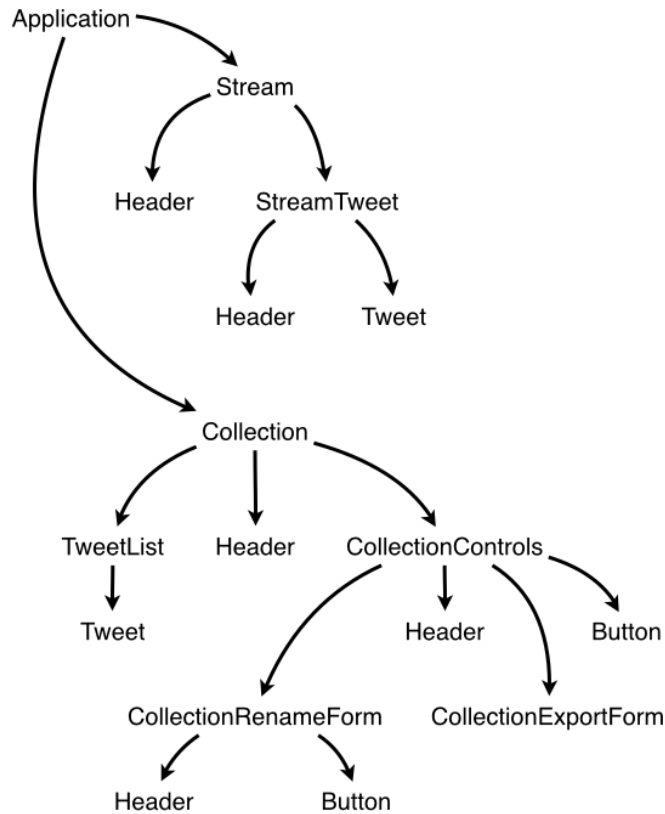 Application
Stream
Header
StreamTweet
Header
Tweet
Collection
TweetList
Header
CollectionControls
Tweet
Header
Button
CollectionRenameForm
CollectionExportForm
Header
Button